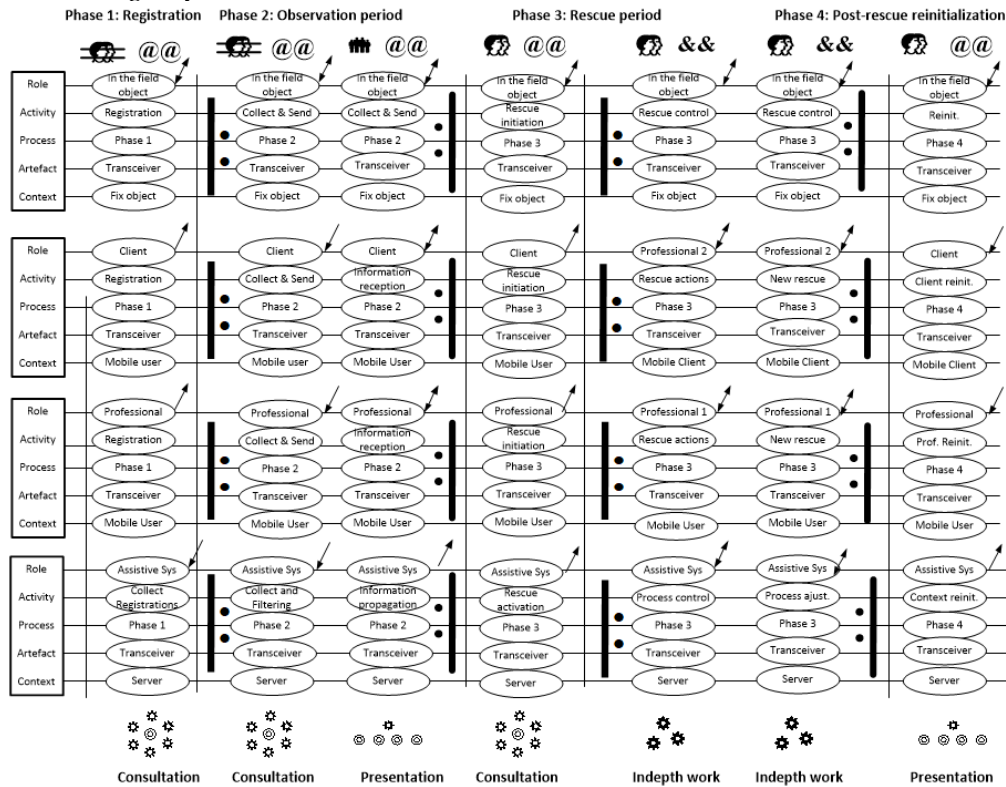 Phase 1: Registration Phase 2: Observation period Phase 3: Rescue period Phase 4: Post-rescue reinitialization
@@ @@ @@ @@ && && @@
Role In the field In the field In the field In the field In the field In the field In the field
object object object object object object object
Activity Registration Collect & Send Collect & Send Rescue initiation Rescue control Rescue control Reinit.
Process Phase 1 Phase 2 Phase 2 Phase 3 Phase 3 Phase 3 Phase 4
Artefact Transceiver Transceiver Transceiver Transceiver Transceiver Transceiver Transceiver
Context Fix object Fix object Fix object Fix object Fix object Fix object Fix object
Role Client Client Client Client Professional 2 Professional 2 Client
Activity Registration Collect & Send Information reception Rescue initiation Rescue actions New rescue Client reinit.
Process Phase 1 Phase 2 Phase 2 Phase 3 Phase 3 Phase 3 Phase 4
Artefact Transceiver Transceiver Transceiver Transceiver Transceiver Transceiver Transceiver
Context Mobile user Mobile user Mobile User Mobile User Mobile Client Mobile Client Mobile Client
Role Professional Professional Professional Professional Professional 1 Professional 1 Professional
Activity Registration Collect & Send Information reception Rescue initiation Rescue actions New rescue Prof. Reinit.
Process Phase 1 Phase 2 Phase 2 Phase 3 Phase 3 Phase 3 Phase 4
Artefact Transceiver Transceiver Transceiver Transceiver Transceiver Transceiver Transceiver
Context Mobile User Mobile User Mobile User Mobile User Mobile User Mobile User Mobile User
Role Assistive Sys Assistive Sys Assistive Sys Assistive Sys Assistive Sys Assistive Sys Assistive Sys
Activity Collect Registrations Collect and Filtering Information propagation Rescue activation Process control Process ajust. Context reinit.
Process Phase 1 Phase 2 Phase 2 Phase 3 Phase 3 Phase 3 Phase 4
Artefact Transceiver Transceiver Transceiver Transceiver Transceiver Transceiver Transceiver
Context Server Server Server Server Server Server Server
Consultation Consultation Presentation Consultation Indepth work Indepth work Presentation